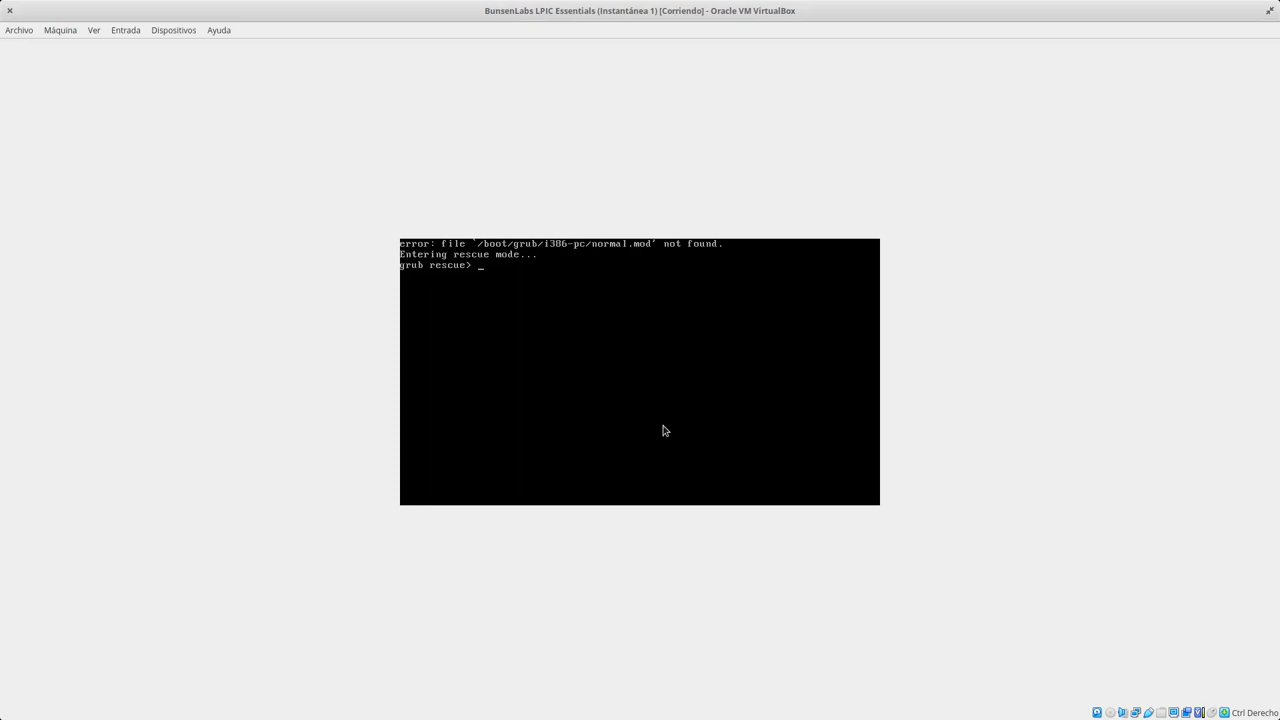 BunsenLabs LPIC Essentials (Instantánea 1) [Corriendo] - Oracle VM VirtualBox
Archivo Máquina Ver Entrada Dispositivos Ayuda
error: file `/boot/grub/i386-pc/normal.mod' not found.
Entering rescue mode...
grub rescue> _
Ctrl Derecho